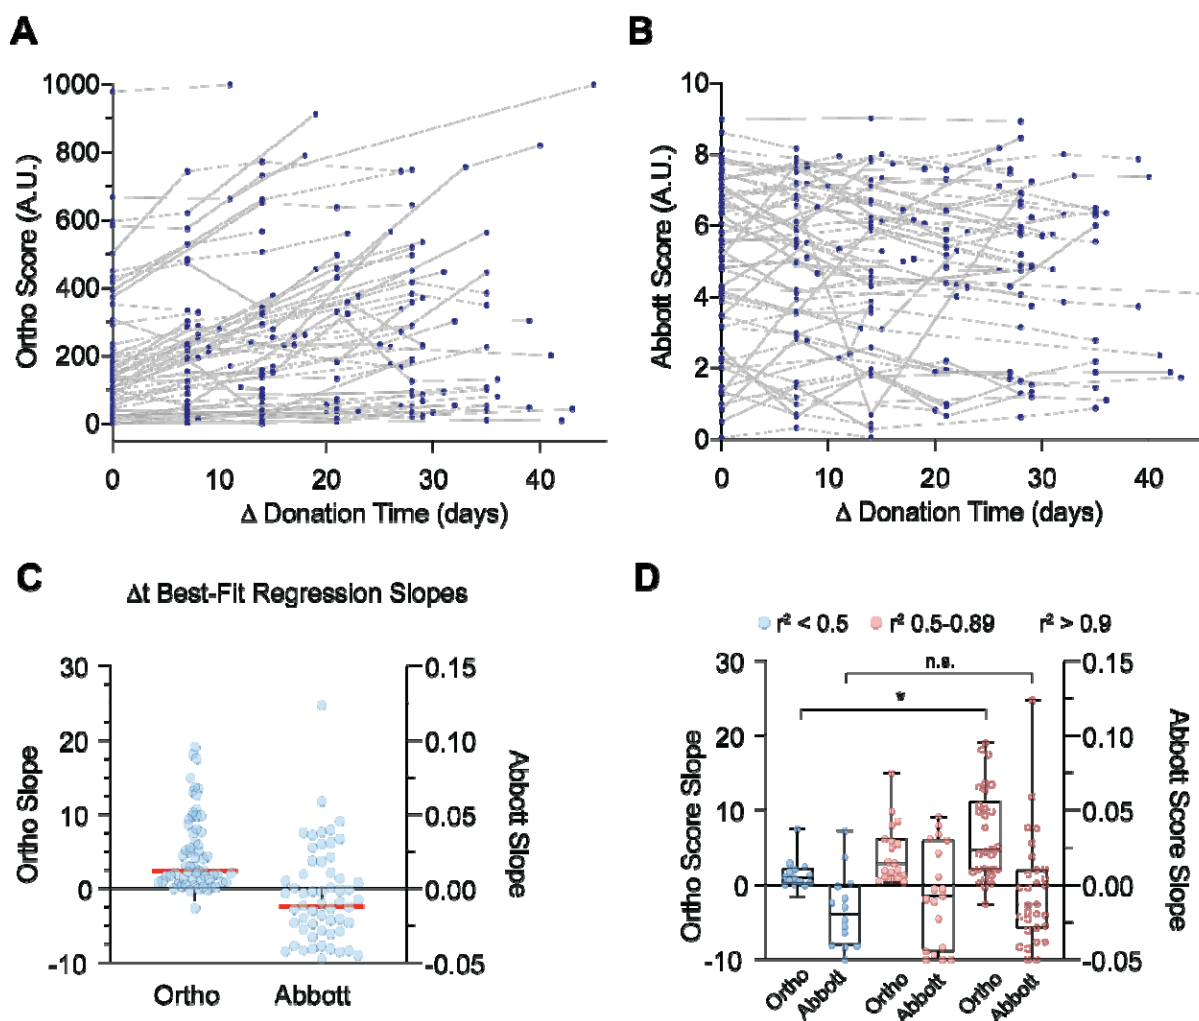 A
B
1000
800
600
400
200
0
Ortho Score (A.U.)
0 10 20 30 40
Δ Donation Time (days)
10
8
6
4
2
0
Abbott Score (A.U.)
0 10 20 30 40
Δ Donation Time (days)
C
Δt Best-Fit Regression Slopes
30
20
10
0
-10
Ortho Slope
0.15
0.10
0.05
0.00
-0.05
Abbott Slope
Ortho Abbott
D
r² < 0.5 r² 0.5-0.89 r² > 0.9
n.s.
*
30
20
10
0
-10
Ortho Score Slope
0.15
0.10
0.05
0.00
-0.05
Abbott Score Slope
Ortho Abbott Ortho Abbott Ortho Abbott